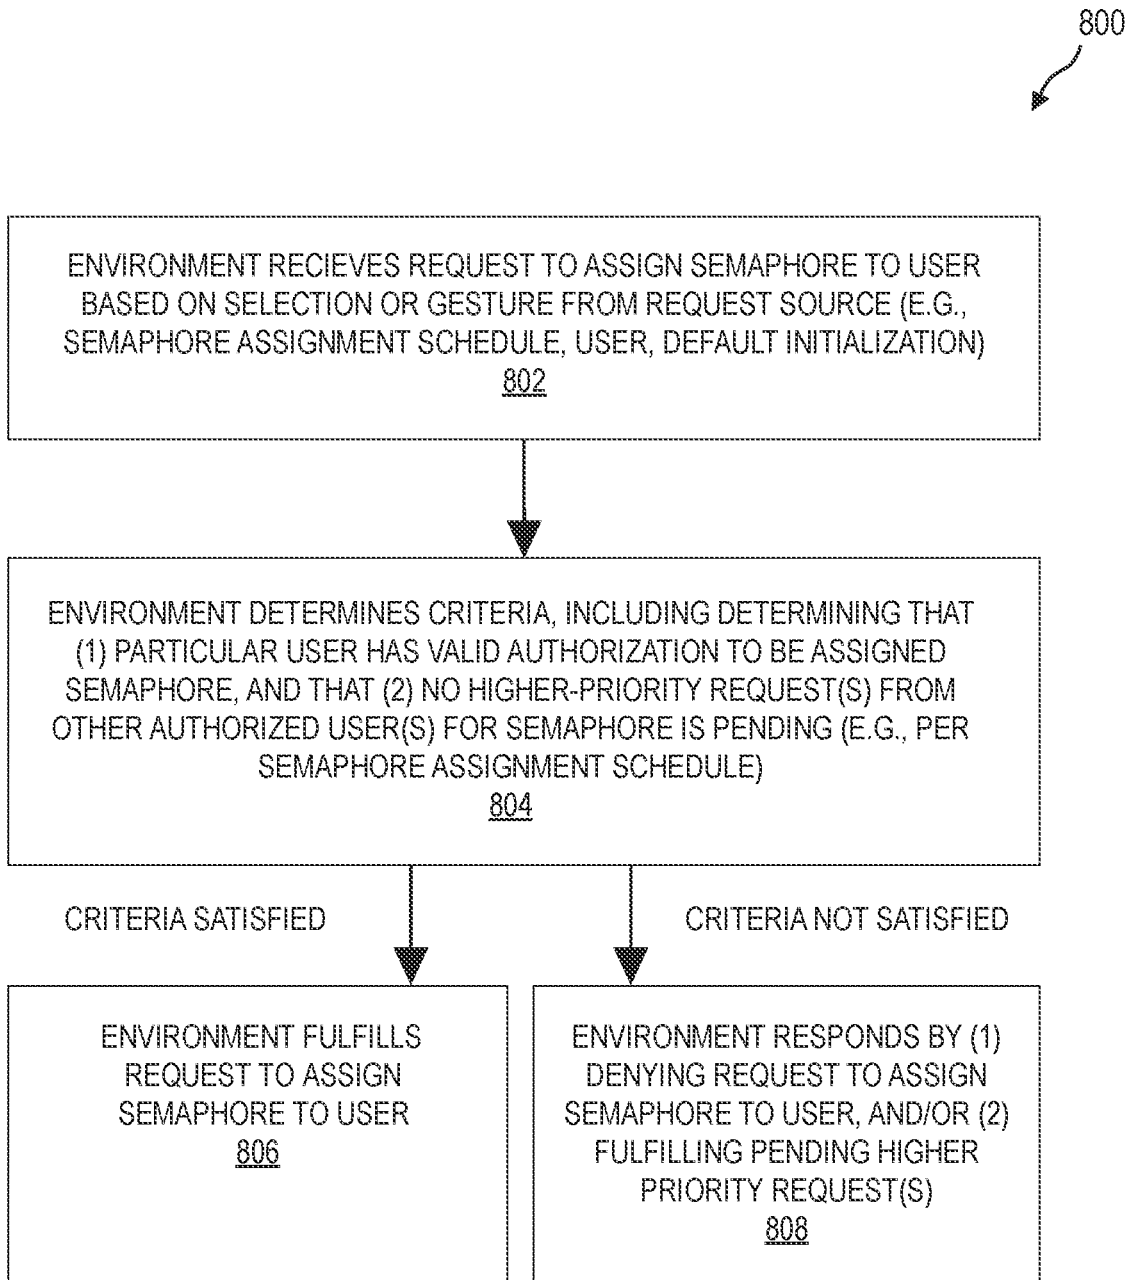 800
ENVIRONMENT RECIEVES REQUEST TO ASSIGN SEMAPHORE TO USER
BASED ON SELECTION OR GESTURE FROM REQUEST SOURCE (E.G.,
SEMAPHORE ASSIGNMENT SCHEDULE, USER, DEFAULT INITIALIZATION)
802
ENVIRONMENT DETERMINES CRITERIA, INCLUDING DETERMINING THAT
(1) PARTICULAR USER HAS VALID AUTHORIZATION TO BE ASSIGNED
SEMAPHORE, AND THAT (2) NO HIGHER-PRIORITY REQUEST(S) FROM
OTHER AUTHORIZED USER(S) FOR SEMAPHORE IS PENDING (E.G., PER
SEMAPHORE ASSIGNMENT SCHEDULE)
804
CRITERIA SATISFIED
CRITERIA NOT SATISFIED
ENVIRONMENT FULFILLS
REQUEST TO ASSIGN
SEMAPHORE TO USER
806
ENVIRONMENT RESPONDS BY (1)
DENYING REQUEST TO ASSIGN
SEMAPHORE TO USER, AND/OR (2)
FULFILLING PENDING HIGHER
PRIORITY REQUEST(S)
808